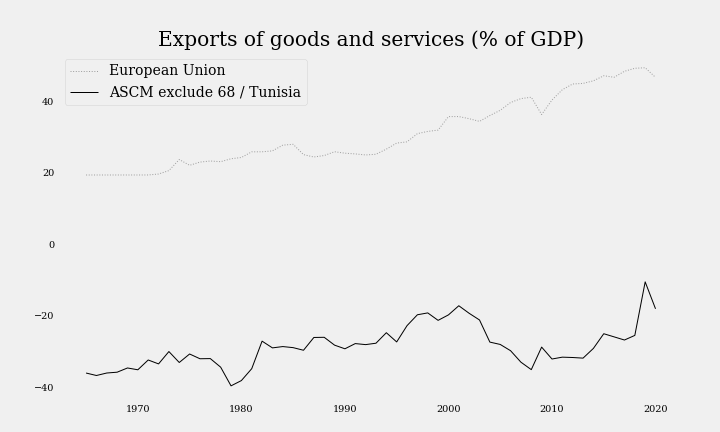 Exports of goods and services (% of GDP)
European Union
ASCM exclude 68 / Tunisia
40
20
0
−20
−40
1970 1980 1990 2000 2010 2020